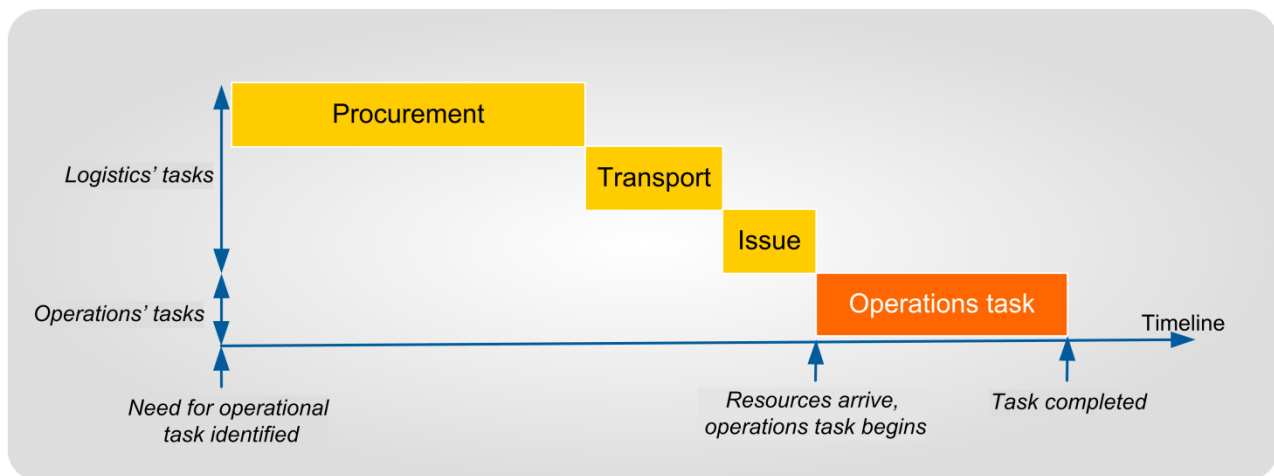 Procurement
Logistics’ tasks
Transport
Issue
Operations’ tasks
Operations task
Timeline
Need for operational
task identified
Resources arrive,
operations task begins
Task completed